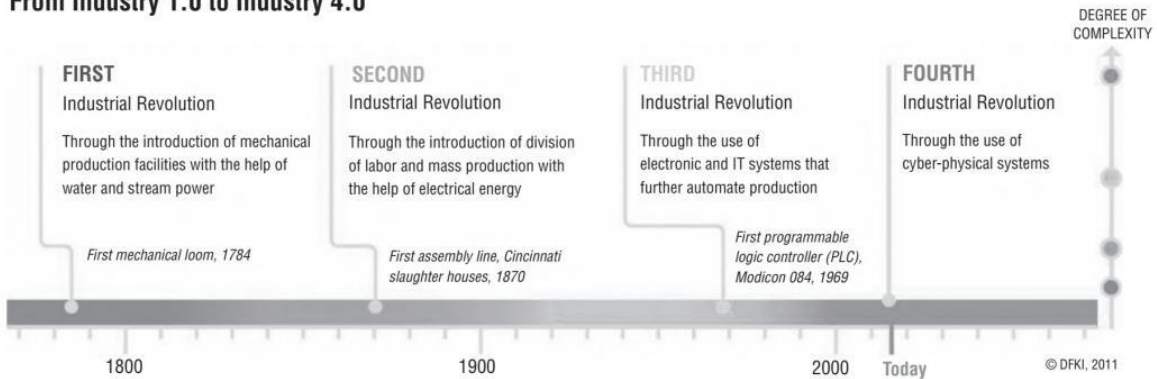 From Industry 1.0 to Industry 4.0
DEGREE OF
COMPLEXITY
FIRST
Industrial Revolution
Through the introduction of mechanical
production facilities with the help of
water and stream power
First mechanical loom, 1784
SECOND
Industrial Revolution
Through the introduction of division
of labor and mass production with
the help of electrical energy
First assembly line, Cincinnati
slaughter houses, 1870
THIRD
Industrial Revolution
Through the use of
electronic and IT systems that
further automate production
First programmable
logic controller (PLC),
Modicon 084, 1969
FOURTH
Industrial Revolution
Through the use of
cyber-physical systems
1800
1900
2000
Today
© DFKI, 2011